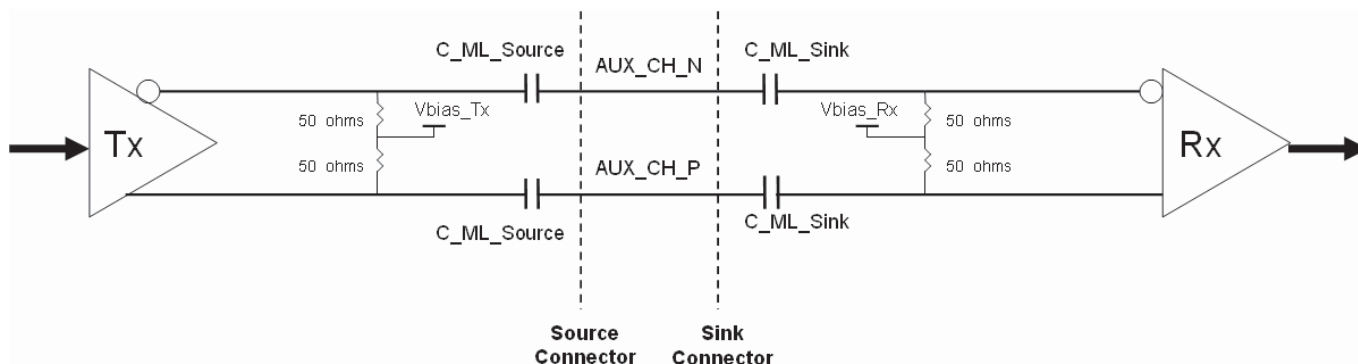 C_ML_Source
C_ML_Sink
AUX_CH_N
Vbias_Tx
Vbias_Rx
50 ohms
50 ohms
Tx
Rx
50 ohms
50 ohms
AUX_CH_P
C_ML_Source
C_ML_Sink
Source
Connector
Sink
Connector